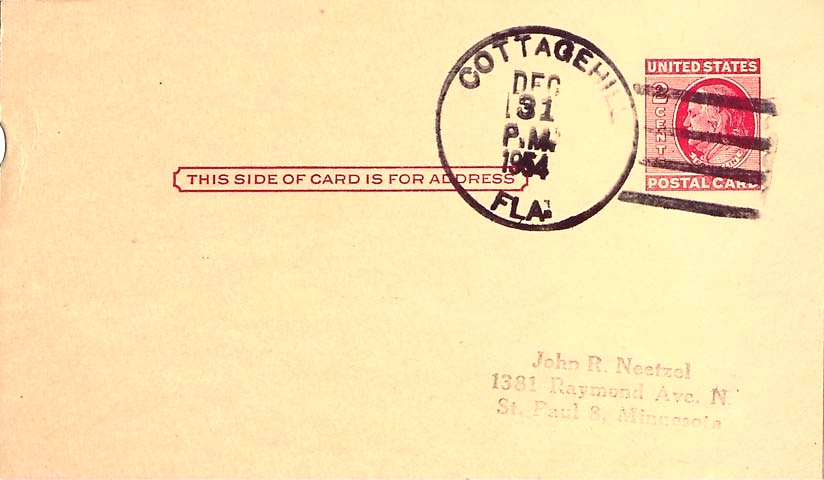 COTTAGEHILL
DEC
31
P.M.
1954
FLA.
UNITED STATES
2
CENTS
POSTAL CARD
THIS SIDE OF CARD IS FOR ADDRESS
John R. Neetzel
1381 Raymond Ave. N.
St. Paul 8, Minnesota